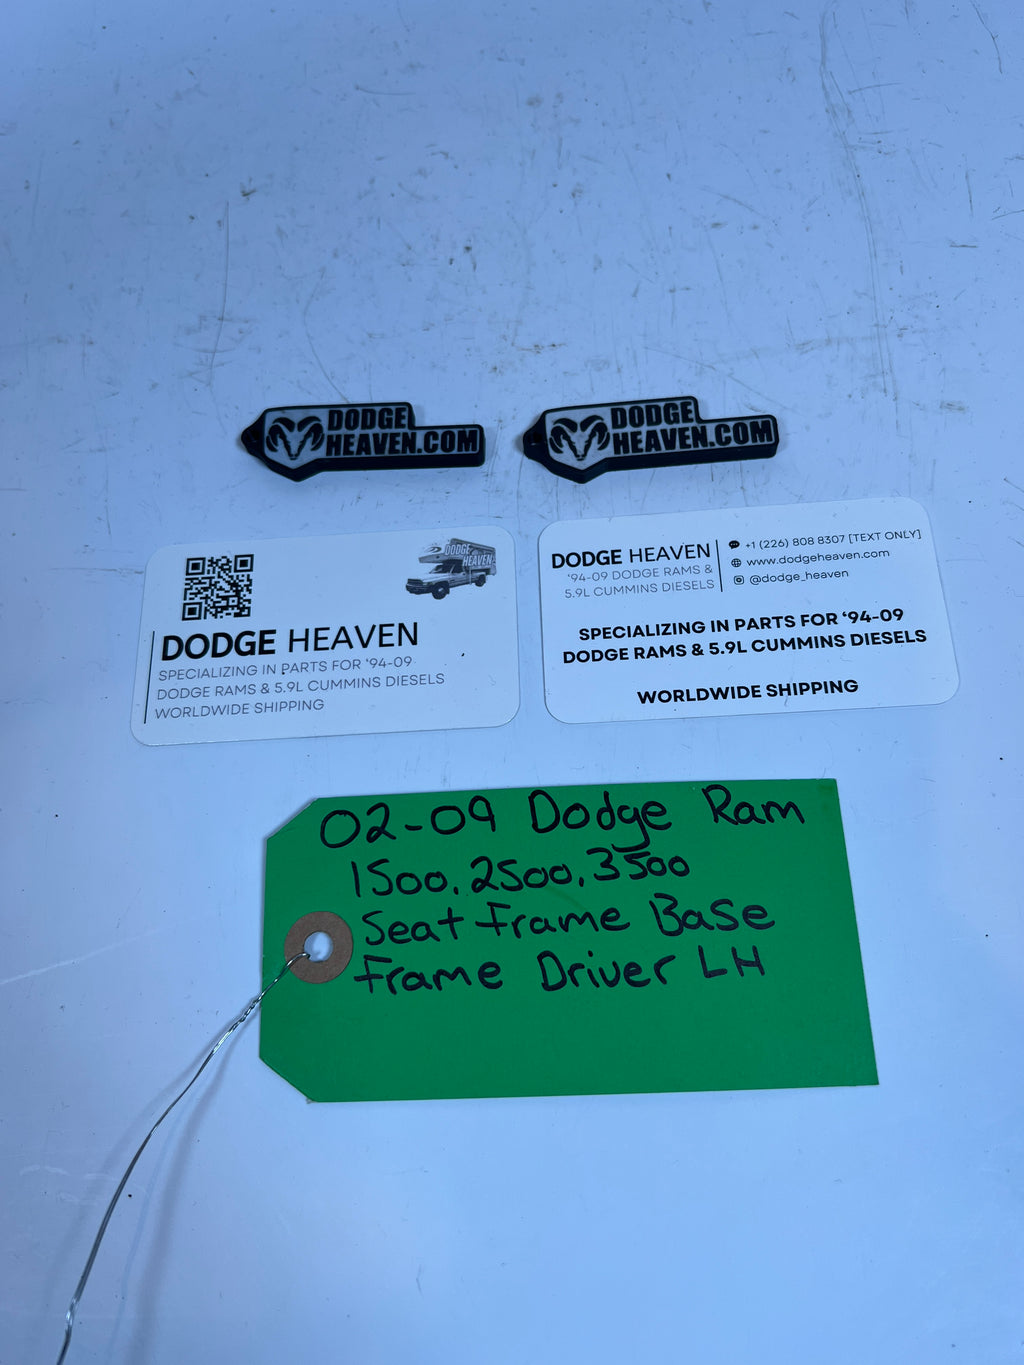 DODGE
HEAVEN.COM
DODGE
HEAVEN.COM
DODGE
HEAVEN
DODGE HEAVEN
SPECIALIZING IN PARTS FOR ‘94-09
DODGE RAMS & 5.9L CUMMINS DIESELS
WORLDWIDE SHIPPING
DODGE HEAVEN
‘94-09 DODGE RAMS &
5.9L CUMMINS DIESELS
+1 (226) 808 8307 [TEXT ONLY]
www.dodgeheaven.com
@dodge_heaven
SPECIALIZING IN PARTS FOR ‘94-09
DODGE RAMS & 5.9L CUMMINS DIESELS
WORLDWIDE SHIPPING
02-09 Dodge Ram
1500, 2500, 3500
Seat Frame Base
Frame Driver LH